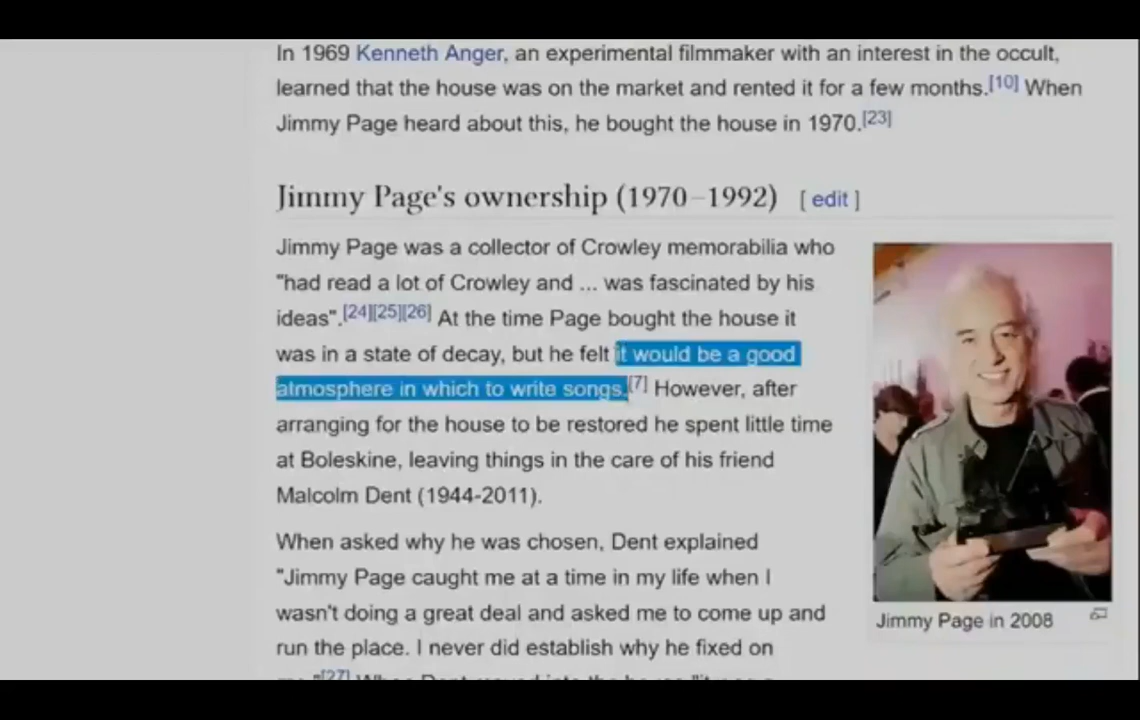 In 1969 Kenneth Anger, an experimental filmmaker with an interest in the occult,
learned that the house was on the market and rented it for a few months.[10] When
Jimmy Page heard about this, he bought the house in 1970.[23]
Jimmy Page's ownership (1970–1992) [ edit ]
Jimmy Page was a collector of Crowley memorabilia who
"had read a lot of Crowley and ... was fascinated by his
ideas".[24][25][26] At the time Page bought the house it
was in a state of decay, but he felt it would be a good
atmosphere in which to write songs.[7] However, after
arranging for the house to be restored he spent little time
at Boleskine, leaving things in the care of his friend
Malcolm Dent (1944-2011).
When asked why he was chosen, Dent explained
"Jimmy Page caught me at a time in my life when I
wasn't doing a great deal and asked me to come up and
run the place. I never did establish why he fixed on
Jimmy Page in 2008